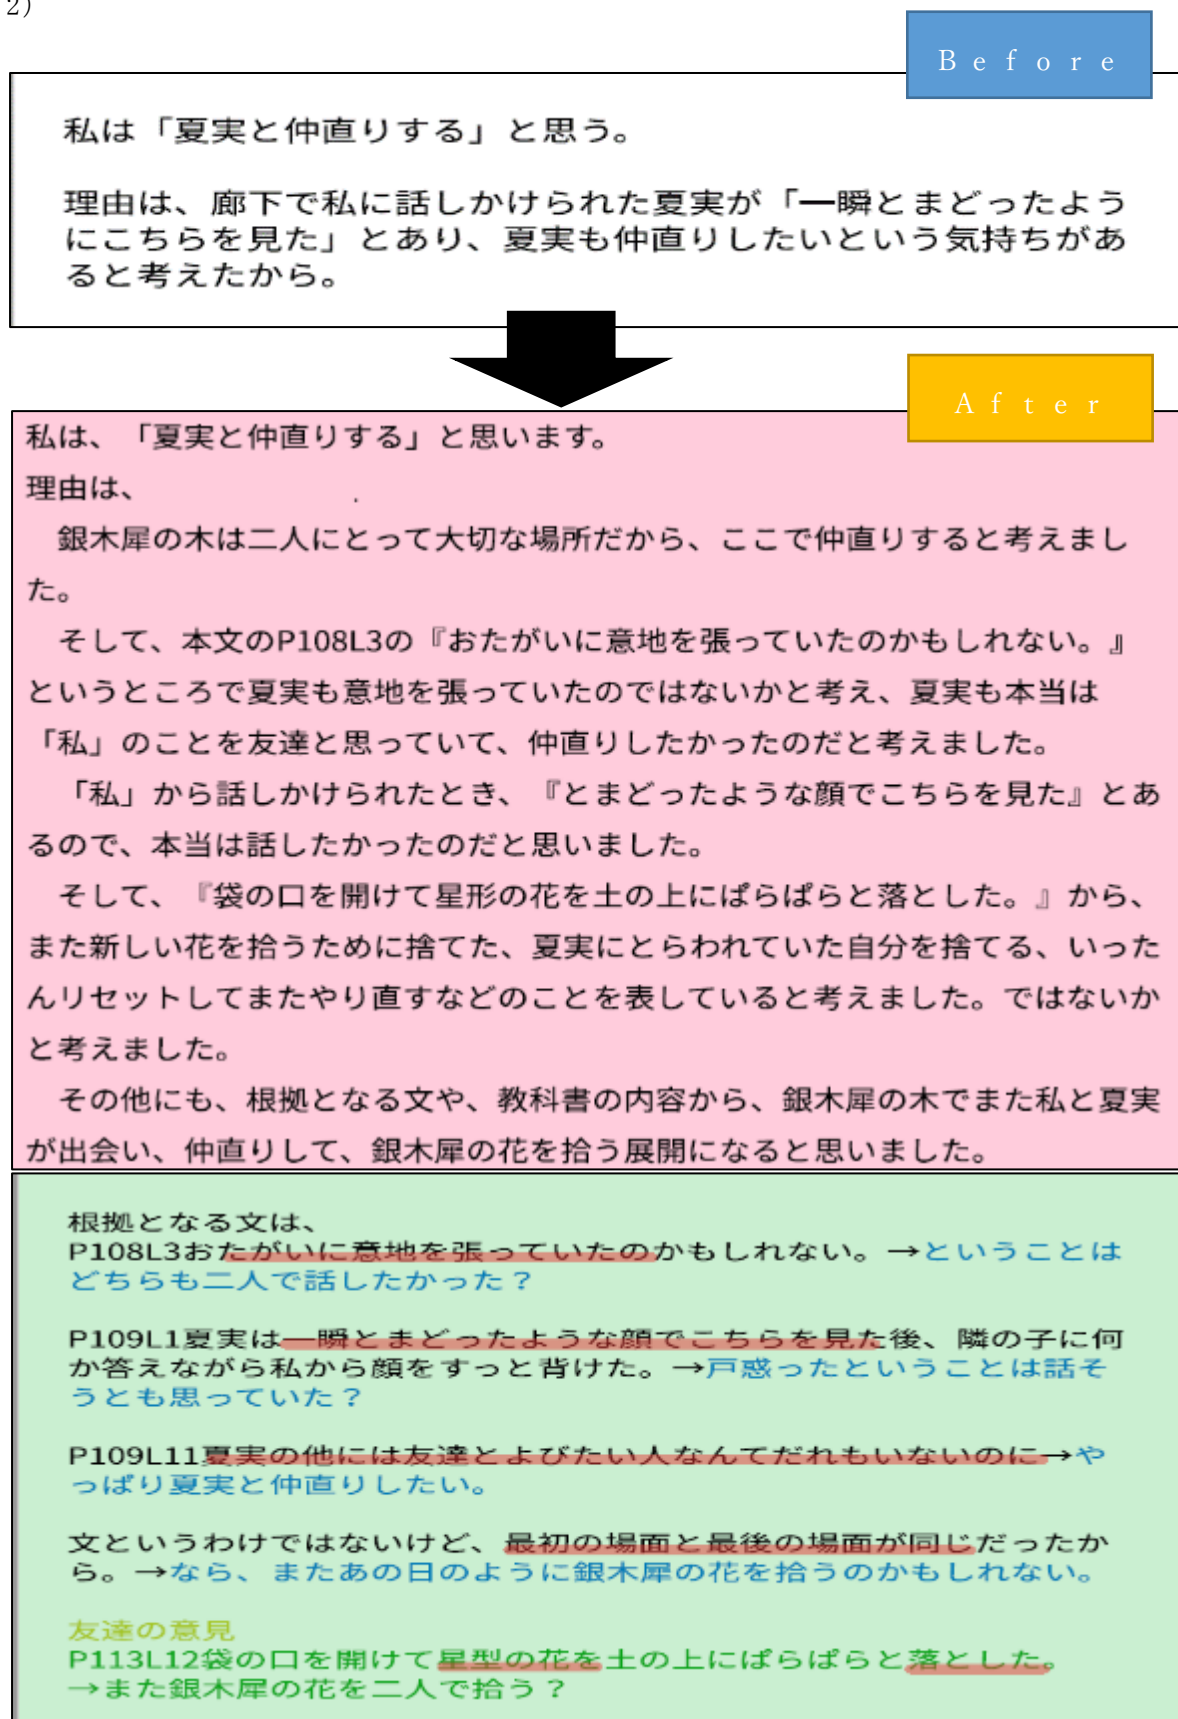 2)
Before
私は「夏実と仲直りする」と思う。
理由は、廊下で私に話しかけられた夏実が「一瞬とまどったよう
にこちらを見た」とあり、夏実も仲直りしたいという気持ちがあ
ると考えたから。
After
私は、「夏実と仲直りする」と思います。
理由は、
銀木犀の木は二人にとって大切な場所だから、ここで仲直りすると考えまし
た。
そして、本文のP108L3の『おたがいに意地を張っていたのかもしれない。』
というところで夏実も意地を張っていたのではないかと考え、夏実も本当は
「私」のことを友達と思っていて、仲直りしたかったのだと考えました。
「私」から話しかけられたとき、『とまどったような顔でこちらを見た』とあ
るので、本当は話したかったのだと思いました。
そして、『袋の口を開けて星形の花を土の上にぱらぱらと落とした。』から、
また新しい花を拾うために捨てた、夏実にとらわれていた自分を捨てる、いった
んリセットしてまたやり直すなどのことを表していると考えました。ではないか
と考えました。
その他にも、根拠となる文や、教科書の内容から、銀木犀の木でまた私と夏実
が出会い、仲直りして、銀木犀の花を拾う展開になると思いました。
根拠となる文は、
P108L3おたがいに意地を張っていたのかもしれない。→ということは
どちらも二人で話したかった？
P109L1夏実は一瞬とまどったような顔でこちらを見た後、隣の子に何
か答えながら私から顔をすっと背けた。→戸惑ったということは話そ
うとも思っていた？
P109L11夏実の他には友達とよびたい人なんてだれもいないのに→や
っぱり夏実と仲直りしたい。
文というわけではないけど、最初の場面と最後の場面が同じだったか
ら。→なら、またあの日のように銀木犀の花を拾うのかもしれない。
友達の意見
P113L12袋の口を開けて星型の花を土の上にぱらぱらと落とした。
→また銀木犀の花を二人で拾う？